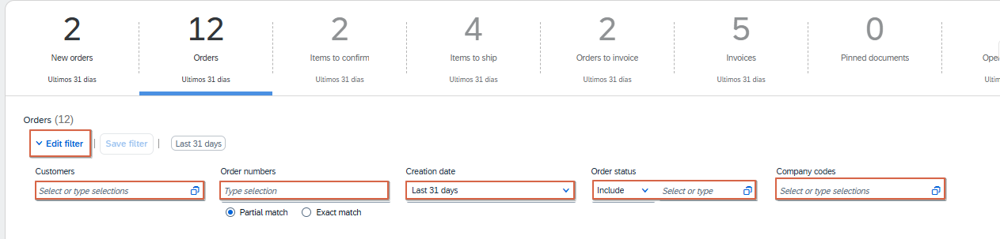 2 12 2 4 2 5 0
New orders Orders Items to confirm Items to ship Orders to invoice Invoices Pinned documents
Ultimos 31 dias Ultimos 31 dias Ultimos 31 dias Ultimos 31 dias Ultimos 31 dias Ultimos 31 dias
Orders (12)
Edit filter Save filter Last 31 days
Customers Order numbers Creation date Order status Company codes
Select or type selections Type selection Last 31 days Include Select or type Select or type selections
Partial match Exact match